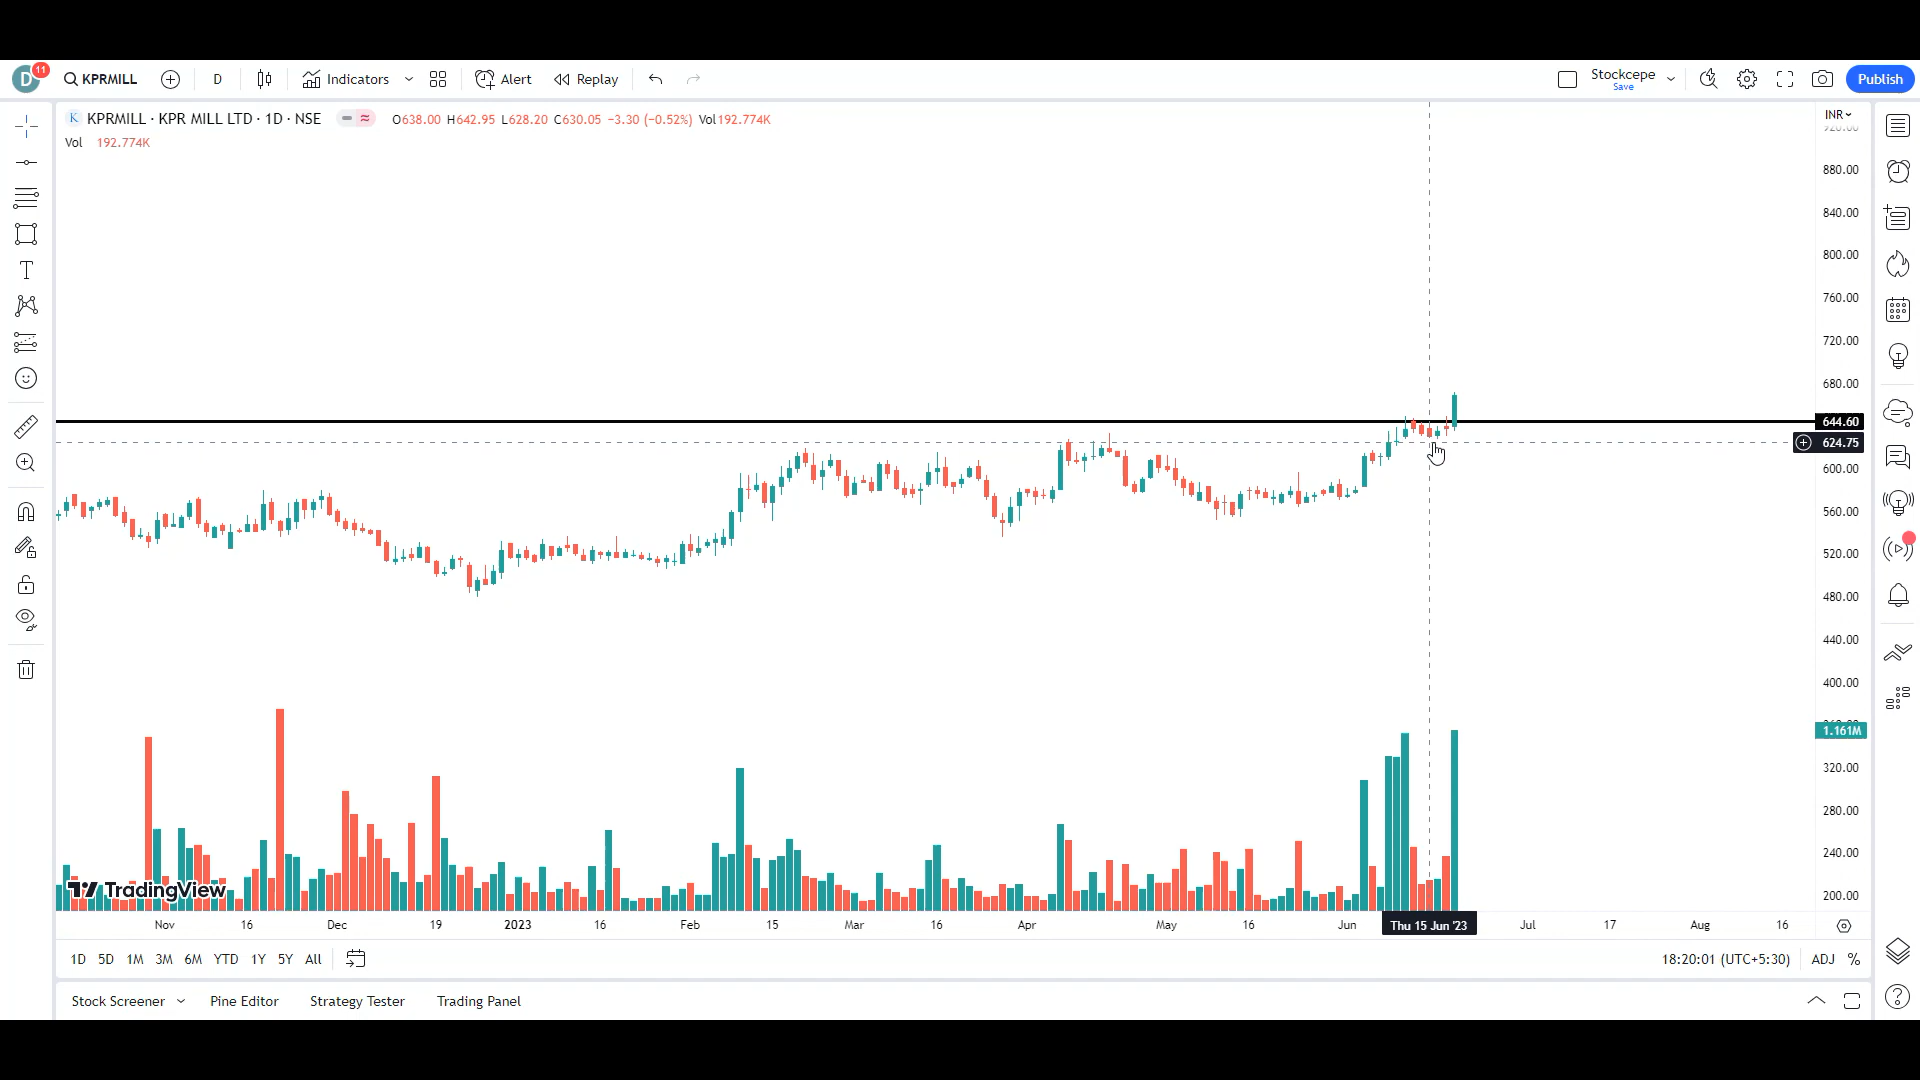 D 11 KPRMILL D Indicators Alert Replay Stockcepe Save Publish
K KPRMILL · KPR MILL LTD · 1D · NSE O638.00 H642.95 L628.20 C630.05 −3.30 (−0.52%) Vol192.774K
INR
Vol 192.774K
880.00
840.00
800.00
760.00
720.00
680.00
644.60
624.75
600.00
560.00
520.00
480.00
440.00
400.00
1.161M
320.00
280.00
240.00
200.00
TradingView
Nov 16 Dec 19 2023 16 Feb 15 Mar 16 Apr May 16 Jun Thu 15 Jun '23 Jul 17 Aug 16
1D 5D 1M 3M 6M YTD 1Y 5Y All 18:20:01 (UTC+5:30) ADJ %
Stock Screener Pine Editor Strategy Tester Trading Panel